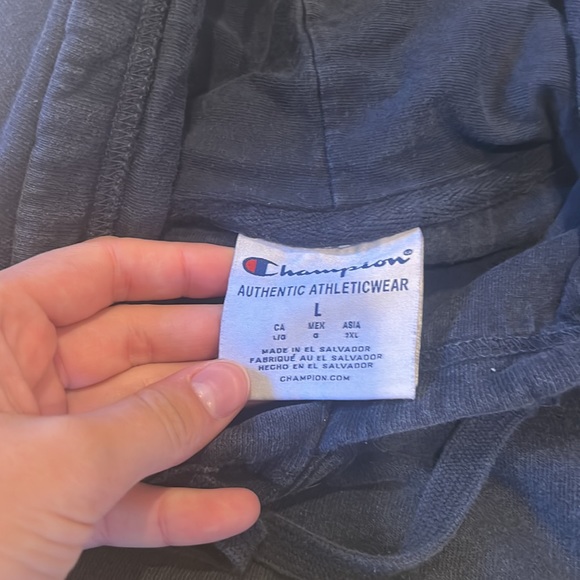 Champion®
AUTHENTIC ATHLETICWEAR
L
CA MEX ASIA
L/G G 2XL
MADE IN EL SALVADOR
FABRIQUÉ AU EL SALVADOR
HECHO EN EL SALVADOR
CHAMPION.COM